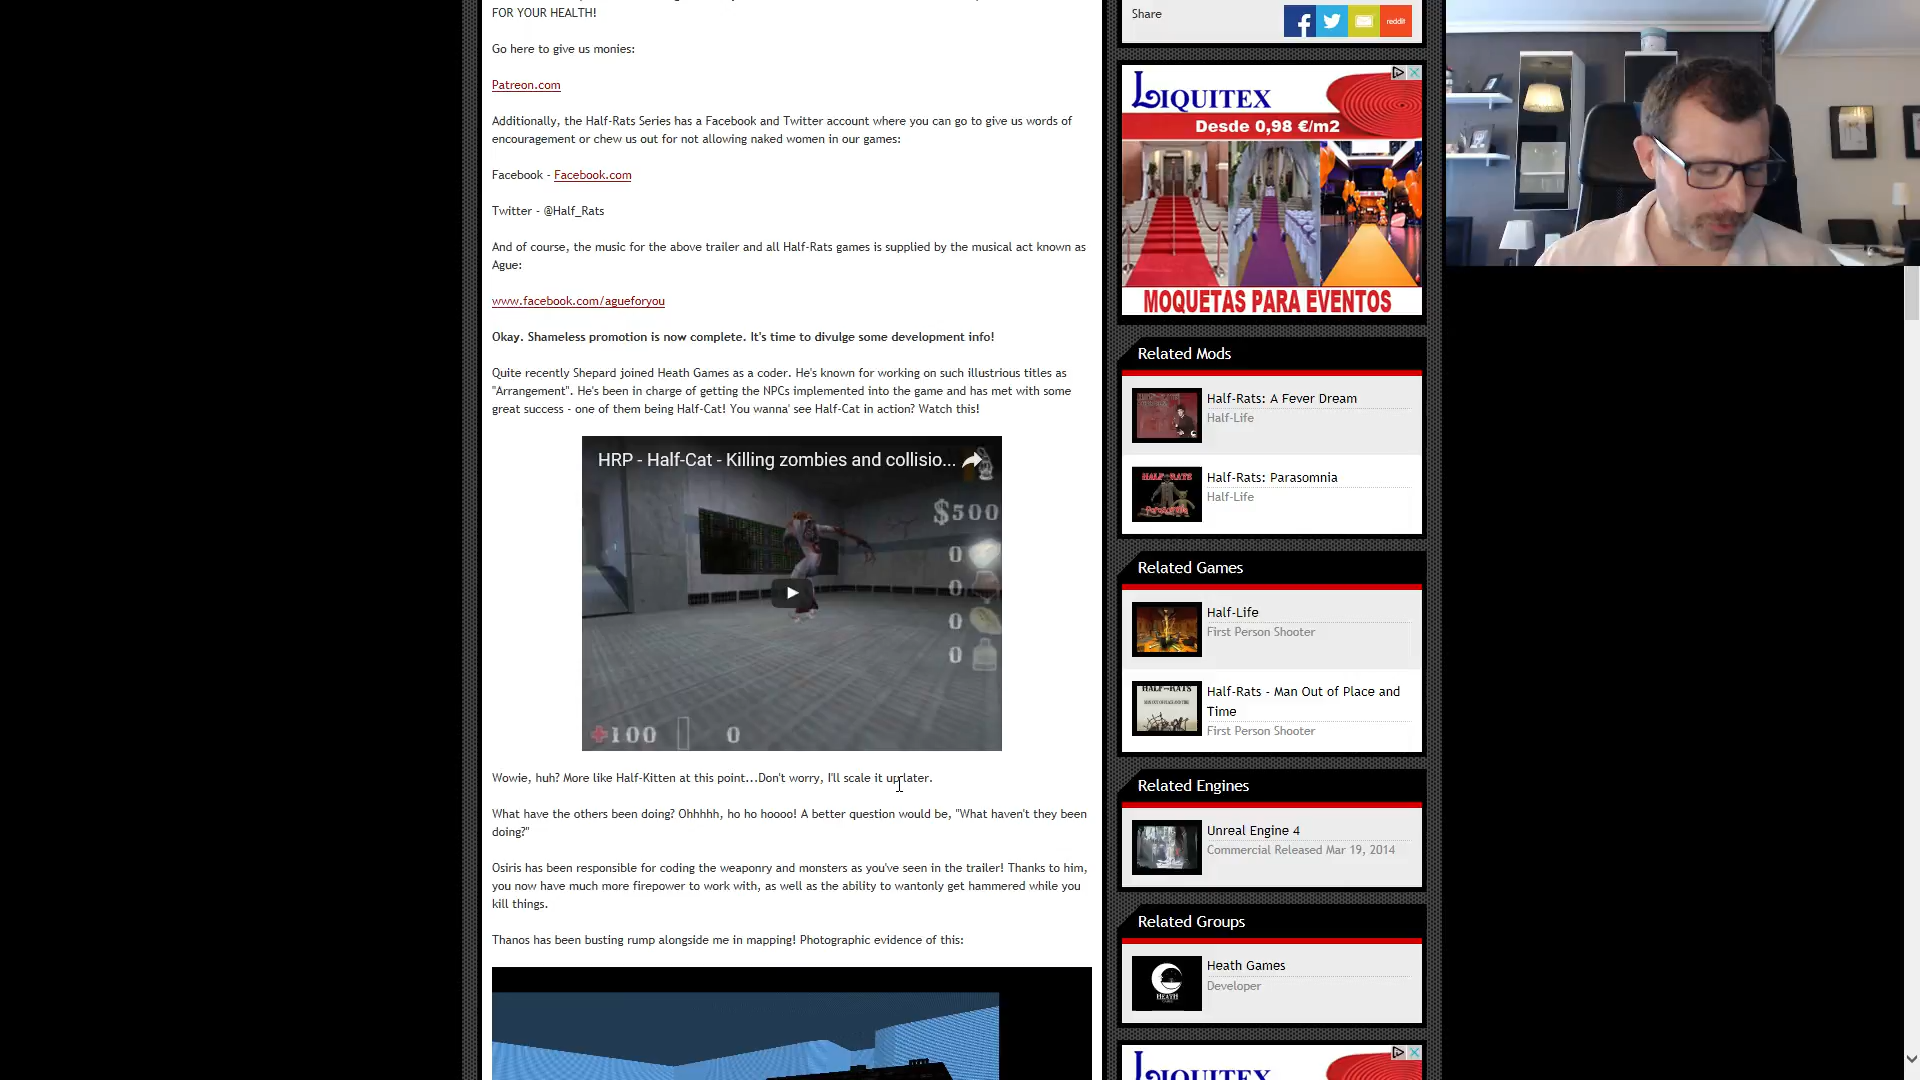 FOR YOUR HEALTH!
Go here to give us monies:
Patreon.com
Additionally, the Half-Rats Series has a Facebook and Twitter account where you can go to give us words of
encouragement or chew us out for not allowing naked women in our games:
Facebook - Facebook.com
Twitter - @Half_Rats
And of course, the music for the above trailer and all Half-Rats games is supplied by the musical act known as
Ague:
www.facebook.com/agueforyou
Okay. Shameless promotion is now complete. It's time to divulge some development info!
Quite recently Shepard joined Heath Games as a coder. He's known for working on such illustrious titles as
"Arrangement". He's been in charge of getting the NPCs implemented into the game and has met with some
great success - one of them being Half-Cat! You wanna' see Half-Cat in action? Watch this!
HRP - Half-Cat - Killing zombies and collisio...
$500
0
0
0
0
100
0
Wowie, huh? More like Half-Kitten at this point...Don't worry, I'll scale it up later.
What have the others been doing? Ohhhhh, ho ho hoooo! A better question would be, "What haven't they been
doing?"
Osiris has been responsible for coding the weaponry and monsters as you've seen in the trailer! Thanks to him,
you now have much more firepower to work with, as well as the ability to wantonly get hammered while you
kill things.
Thanos has been busting rump alongside me in mapping! Photographic evidence of this:
Share
reddit
LIQUITEX
Desde 0,98 €/m2
MOQUETAS PARA EVENTOS
Related Mods
Half-Rats: A Fever Dream
Half-Life
HALF-RATS
Parasomnia
Half-Rats: Parasomnia
Half-Life
Related Games
Half-Life
First Person Shooter
HALF-RATS
Half-Rats - Man Out of Place and
Time
First Person Shooter
Related Engines
Unreal Engine 4
Commercial Released Mar 19, 2014
Related Groups
HEATH
Heath Games
Developer
LIQUITEX